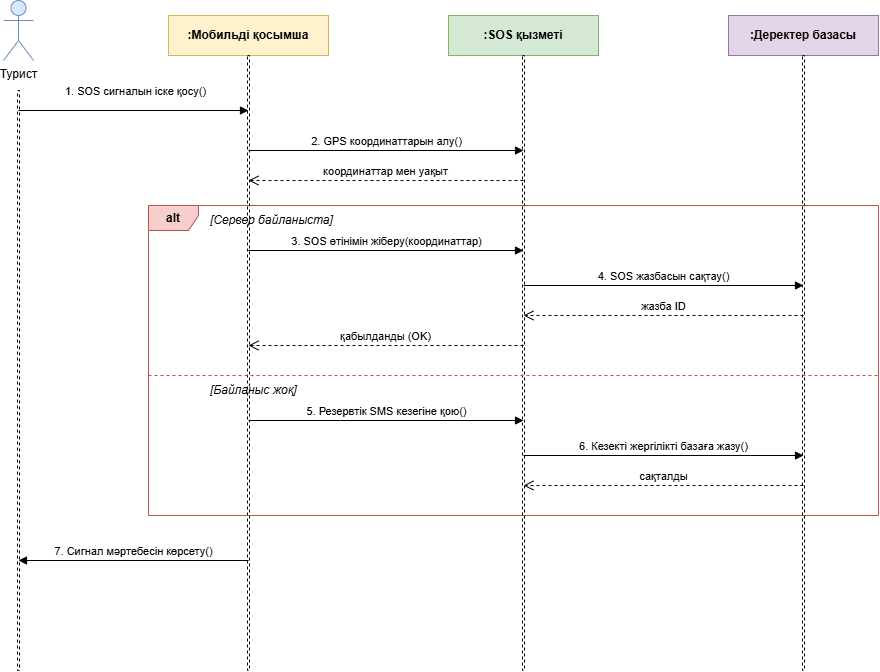 :Мобильді қосымша
:SOS қызметі
:Деректер базасы
Турист
1. SOS сигналын іске қосу()
2. GPS координаттарын алу()
координаттар мен уақыт
alt
[Сервер байланыста]
3. SOS өтінімін жіберу(координаттар)
4. SOS жазбасын сақтау()
жазба ID
қабылданды (OK)
[Байланыс жоқ]
5. Резервтік SMS кезегіне қою()
6. Кезекті жергілікті базаға жазу()
сақталды
7. Сигнал мәртебесін көрсету()